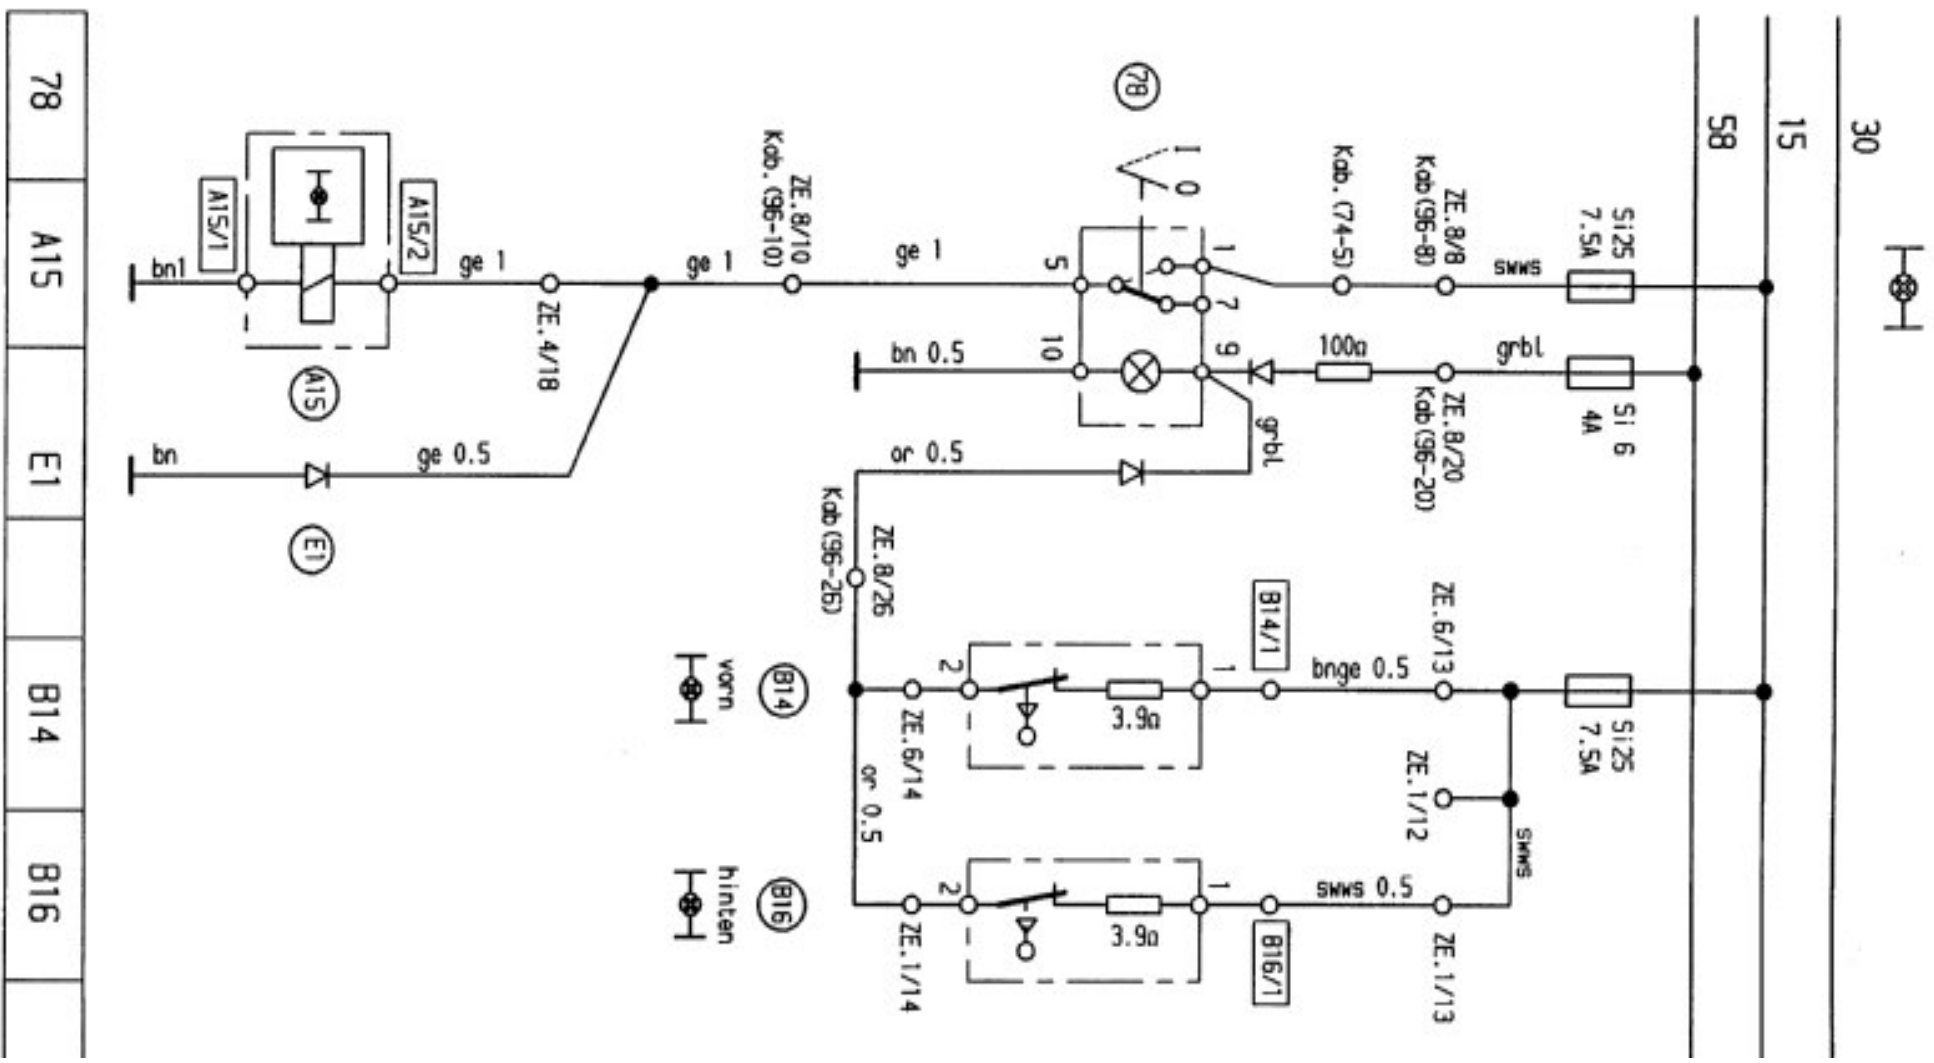 30
15
58
78
A15
E1
B14
B16
78
I
0
Si25
7.5A
swws
ZE.8/8
Kab(96-8)
Kab. (74-5)
1
7
5
ge 1
ZE.8/10
Kab. (96-10)
ge 1
ZE.4/18
ge 1
A15/2
A15/1
bn1
A15
Si 6
4A
grbl
ZE.8/20
Kab(96-20)
100Ω
9
10
bn 0.5
grbl
or 0.5
ge 0.5
bn
E1
ZE.8/26
Kab(96-26)
Si25
7.5A
ZE.6/13
bnge 0.5
B14/1
1
3.9Ω
2
ZE.6/14
B14
vorn
ZE.1/12
swws
or 0.5
ZE.1/13
swws 0.5
B16/1
1
3.9Ω
2
ZE.1/14
B16
hinten